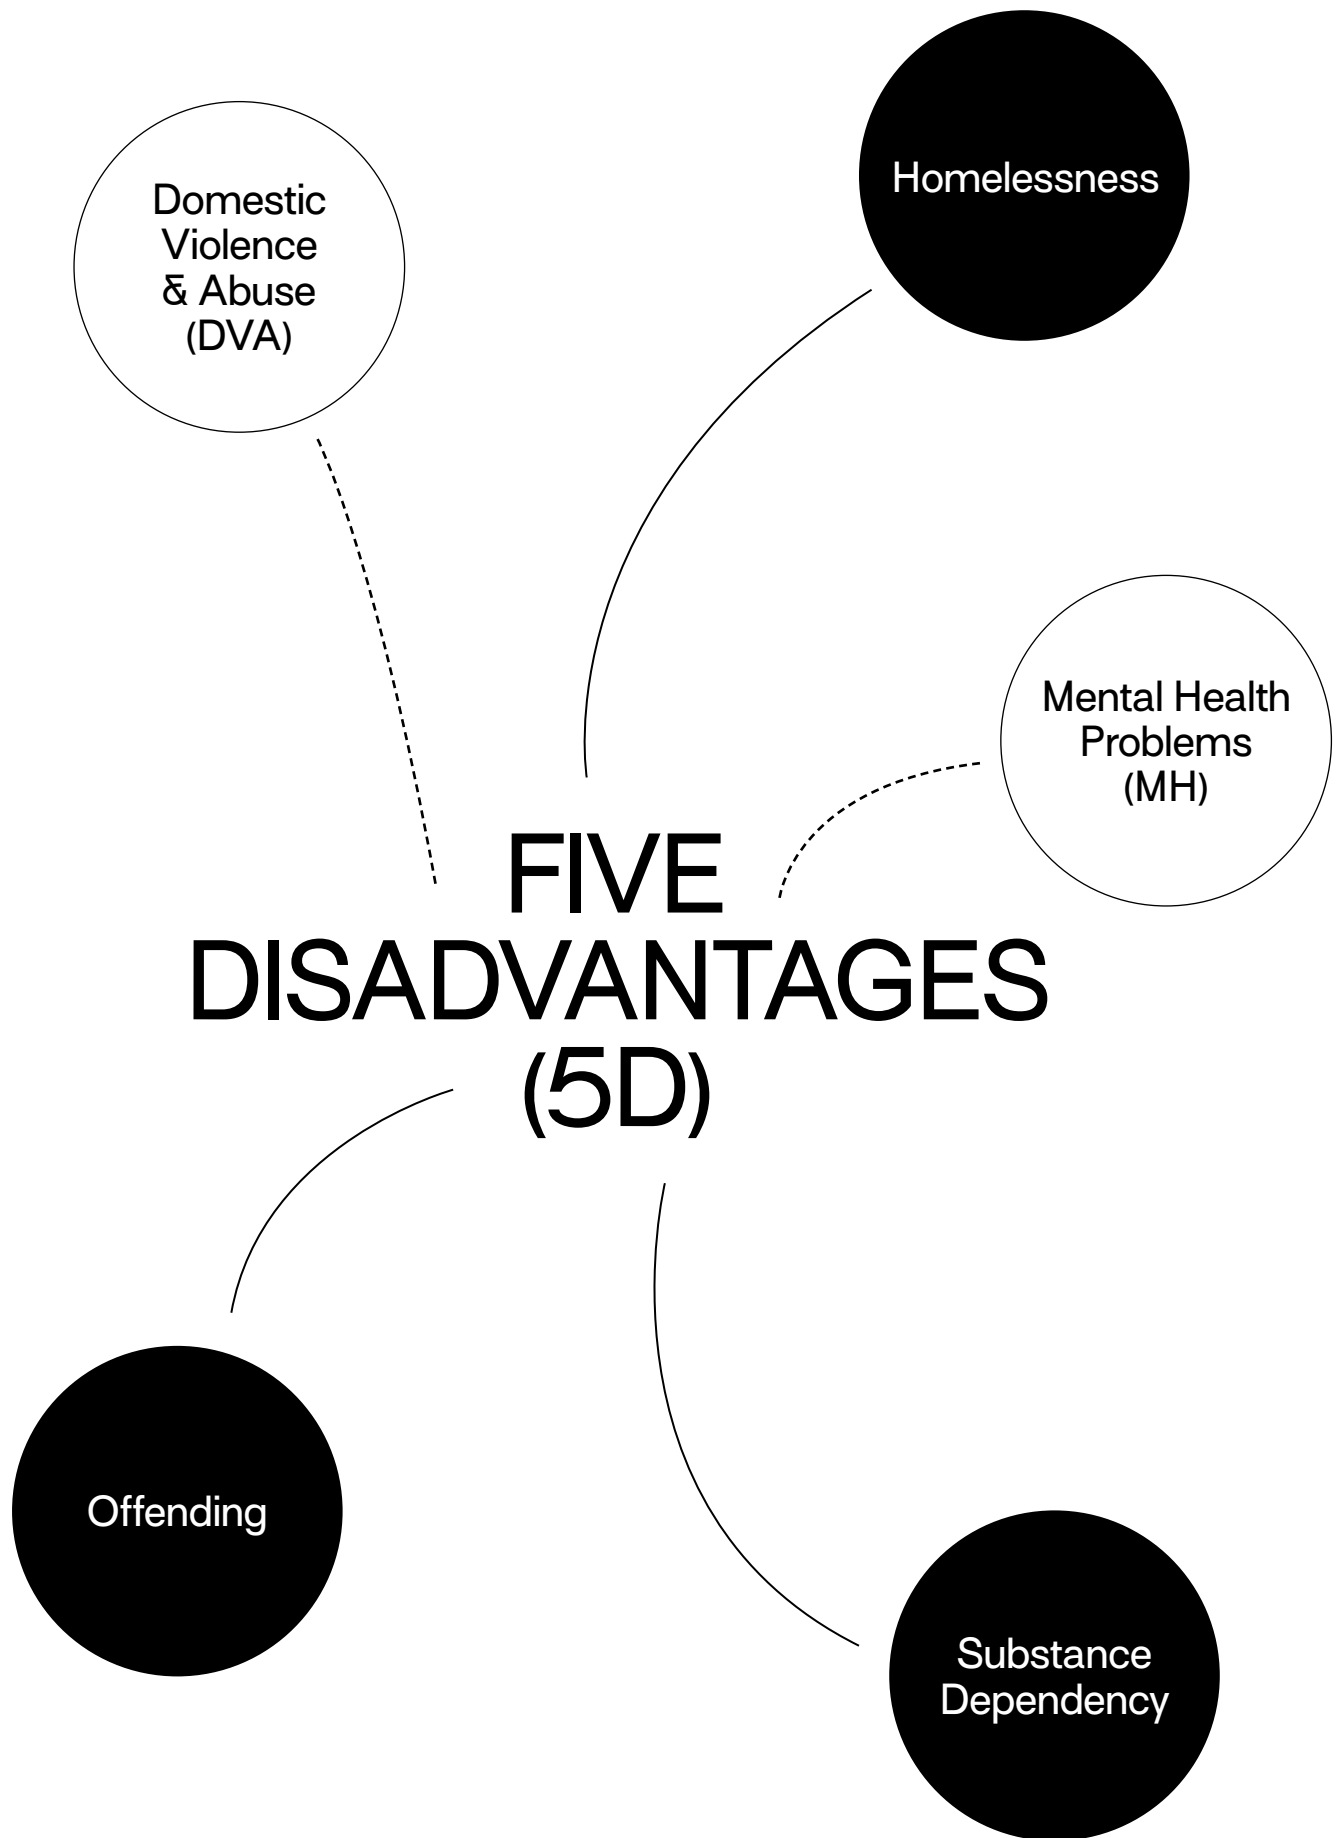 Homelessness
Domestic
Violence
& Abuse
(DVA)
Mental Health
Problems
(MH)
FIVE
DISADVANTAGES
(5D)
Offending
Substance
Dependency